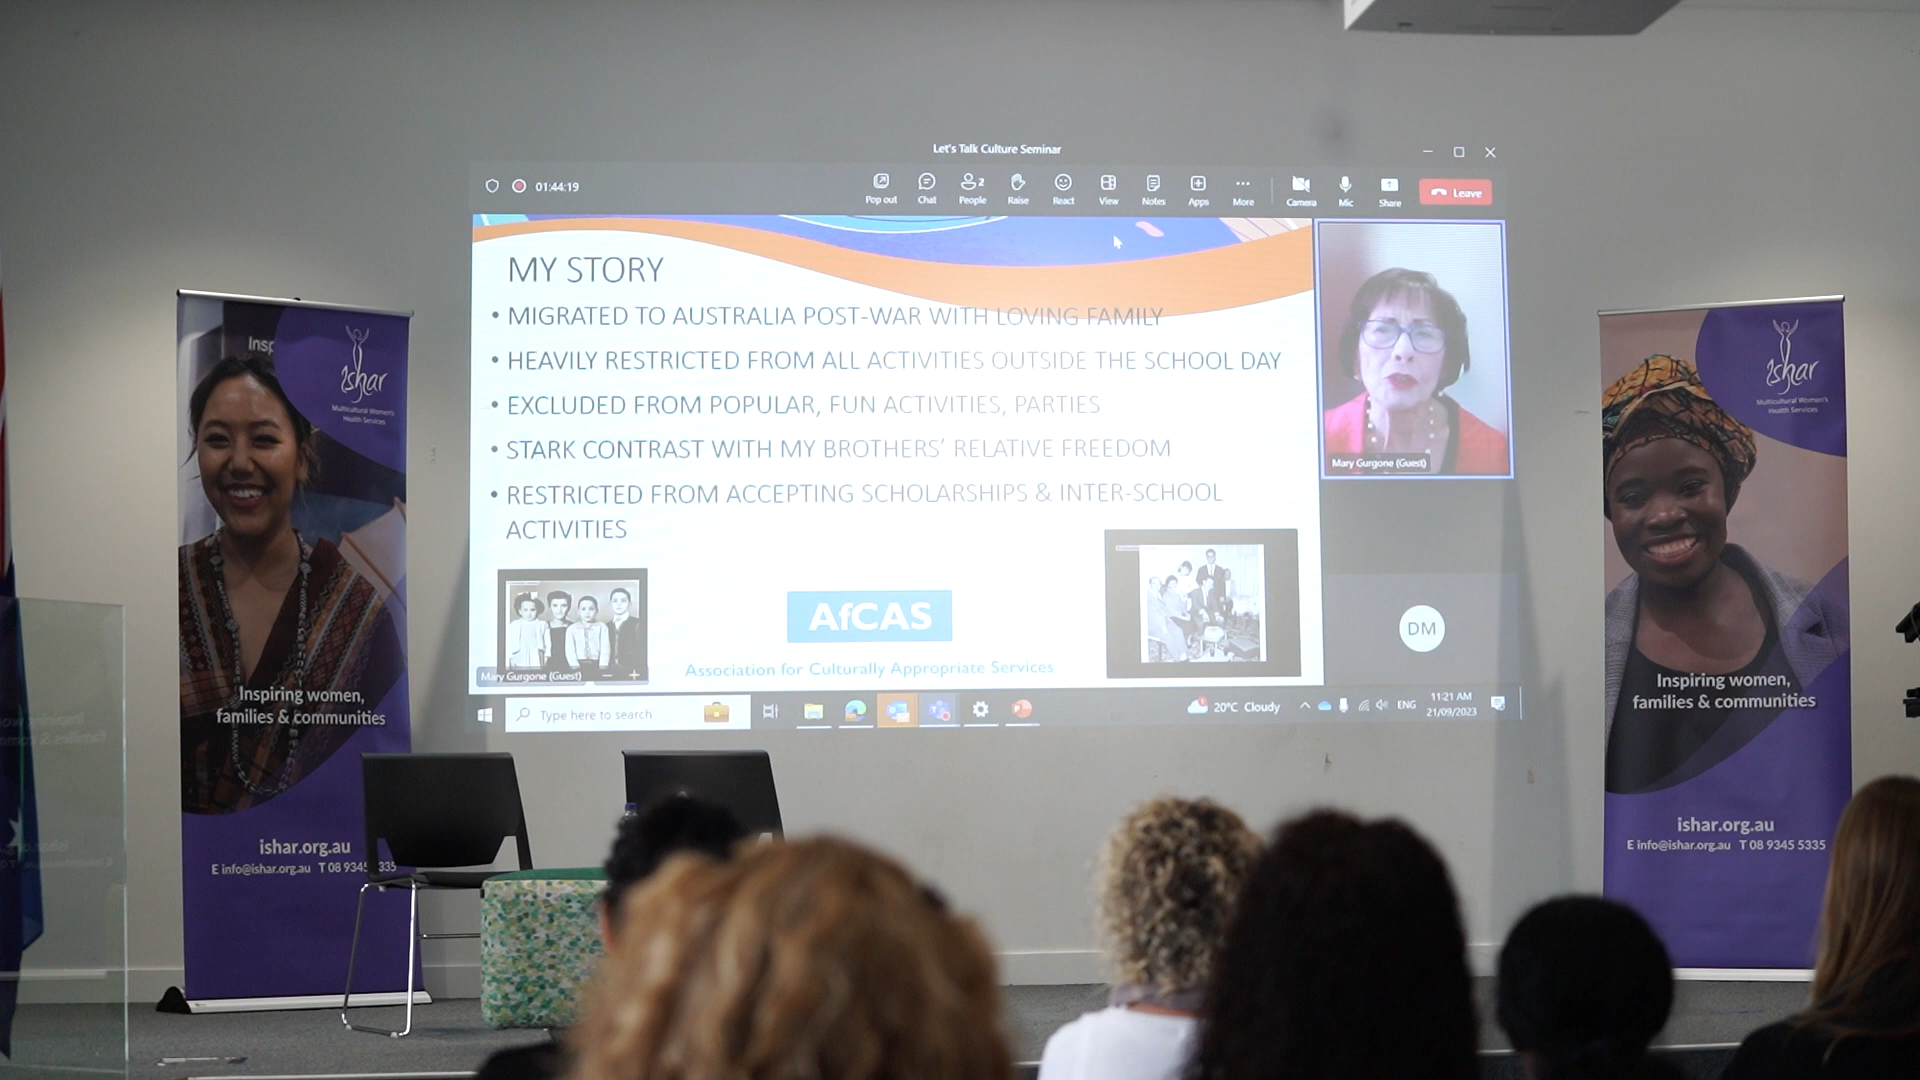 Let's Talk Culture Seminar
01:44:19
Pop out
Chat
2
People
Raise
React
View
Notes
Apps
More
Camera
Mic
Share
Leave
MY STORY
• MIGRATED TO AUSTRALIA POST-WAR WITH LOVING FAMILY
• HEAVILY RESTRICTED FROM ALL ACTIVITIES OUTSIDE THE SCHOOL DAY
• EXCLUDED FROM POPULAR, FUN ACTIVITIES, PARTIES
• STARK CONTRAST WITH MY BROTHERS' RELATIVE FREEDOM
• RESTRICTED FROM ACCEPTING SCHOLARSHIPS & INTER-SCHOOL
ACTIVITIES
AfCAS
Association for Culturally Appropriate Services
Mary Gurgone (Guest)
Mary Gurgone (Guest)
DM
Type here to search
20°C Cloudy
ENG
11:21 AM
21/09/2023
Insp
Ishar
Multicultural Women's
Health Services
Inspiring women,
families & communities
ishar.org.au
E info@ishar.org.au T 08 9345 5335
Ishar
Multicultural Women's
Health Services
Inspiring women,
families & communities
ishar.org.au
E info@ishar.org.au T 08 9345 5335